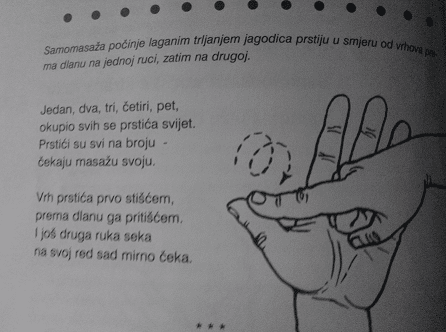 Samomasaža počinje laganim trljanjem jagodica prstiju u smjeru od vrhova
ma dlanu na jednoj ruci, zatim na drugoj.
Jedan, dva, tri, četiri, pet,
okupio svih se prstića svijet.
Prstići su svi na broju -
čekaju masažu svoju.
Vrh prstića prvo stišćem,
prema dlanu ga pritišćem.
I još druga ruka seka
na svoj red sad mirno čeka.
***